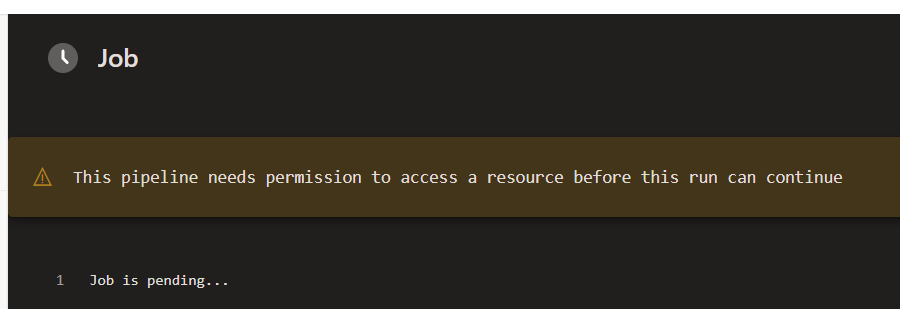 Job
This pipeline needs permission to access a resource before this run can continue
1 Job is pending...